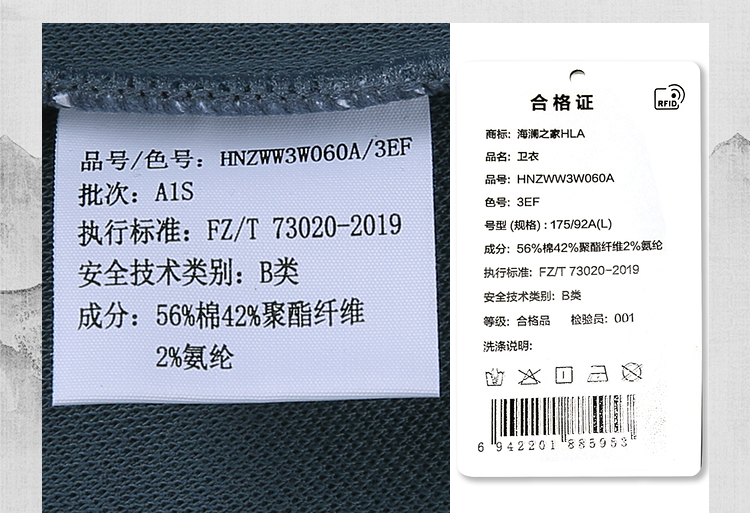 品号/色号：HNZWW3W060A/3EF
批次：A1S
执行标准：FZ/T 73020-2019
安全技术类别：B类
成分：56%棉42%聚酯纤维
2%氨纶
RFID
合格证
商标：海澜之家HLA
品名：卫衣
品号：HNZWW3W060A
色号：3EF
号型（规格）：175/92A(L)
成分：56%棉42%聚酯纤维2%氨纶
执行标准：FZ/T 73020-2019
安全技术类别：B类
等级：合格品 检验员：001
洗涤说明：
6 942201 885953